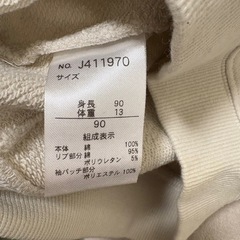 NO. J411970
サイズ
身長 90
体重 13
90
組成表示
本体 綿 100%
リブ部分 綿 95%
ポリウレタン 5%
袖パッチ部分
ポリエステル 100%